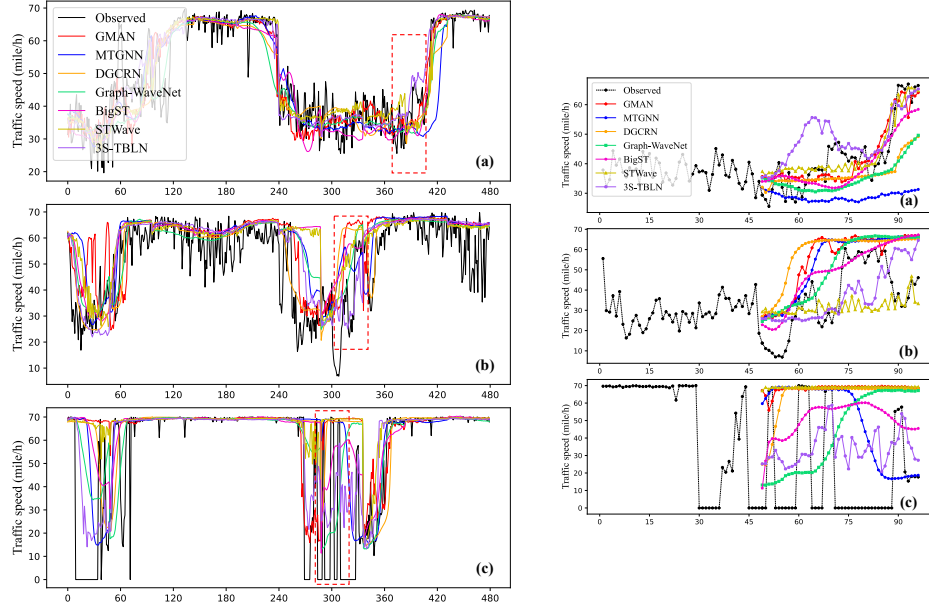 Traffic speed (mile/h)
70
60
50
40
30
20
Observed
GMAN
MTGNN
DGCRN
Graph-WaveNet
BigST
STWave
3S-TBLN
(a)
0 60 120 180 240 300 360 420 480
Traffic speed (mile/h)
70
60
50
40
30
20
10
(b)
0 60 120 180 240 300 360 420 480
Traffic speed (mile/h)
70
60
50
40
30
20
10
0
(c)
0 60 120 180 240 300 360 420 480
Traffic speed (mile/h)
60
50
40
30
Observed
GMAN
MTGNN
DGCRN
Graph-WaveNet
BigST
STWave
3S-TBLN
(a)
0 15 30 45 60 75 90
Traffic speed (mile/h)
70
60
50
40
30
20
10
(b)
0 15 30 45 60 75 90
Traffic speed (mile/h)
70
60
50
40
30
20
10
0
(c)
0 15 30 45 60 75 90